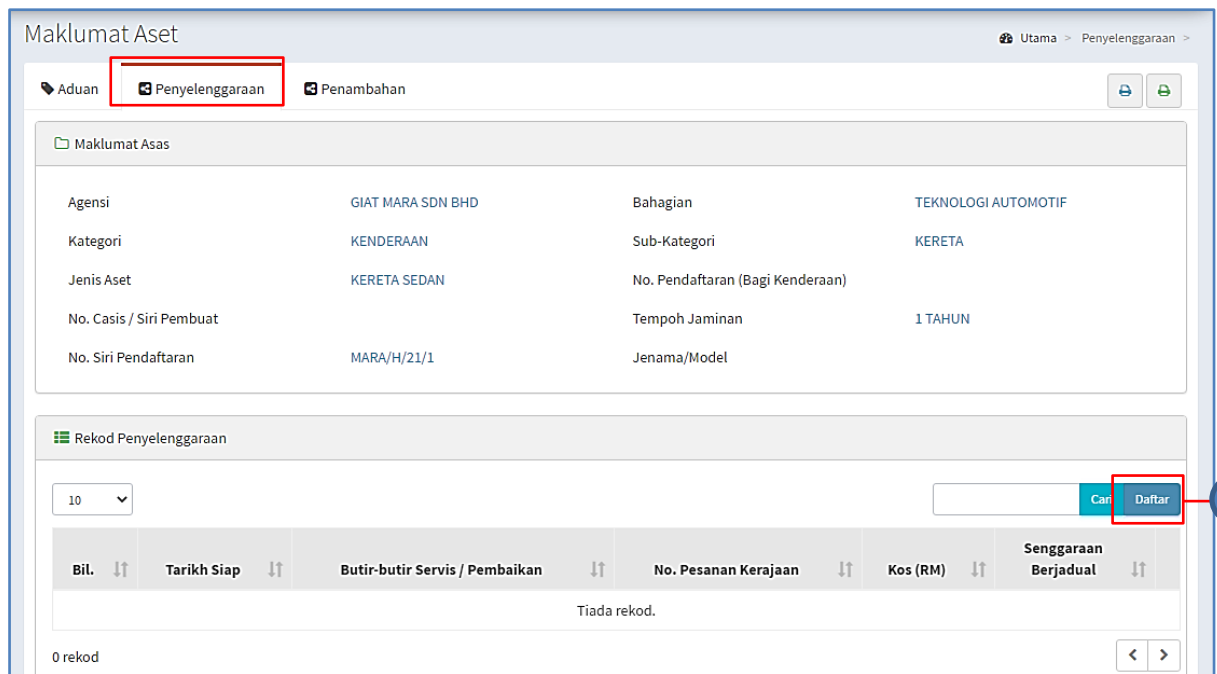 Maklumat Aset
Utama > Penyelenggaraan >
Aduan Penyelenggaraan Penambahan
Maklumat Asas
Agensi GIAT MARA SDN BHD Bahagian TEKNOLOGI AUTOMOTIF
Kategori KENDERAAN Sub-Kategori KERETA
Jenis Aset KERETA SEDAN No. Pendaftaran (Bagi Kenderaan)
No. Casis / Siri Pembuat Tempoh Jaminan 1 TAHUN
No. Siri Pendaftaran MARA/H/21/1 Jenama/Model
Rekod Penyelenggaraan
10 Cari Daftar
Bil. Tarikh Siap Butir-butir Servis / Pembaikan No. Pesanan Kerajaan Kos (RM) Senggaraan
Berjadual
Tiada rekod.
0 rekod < >